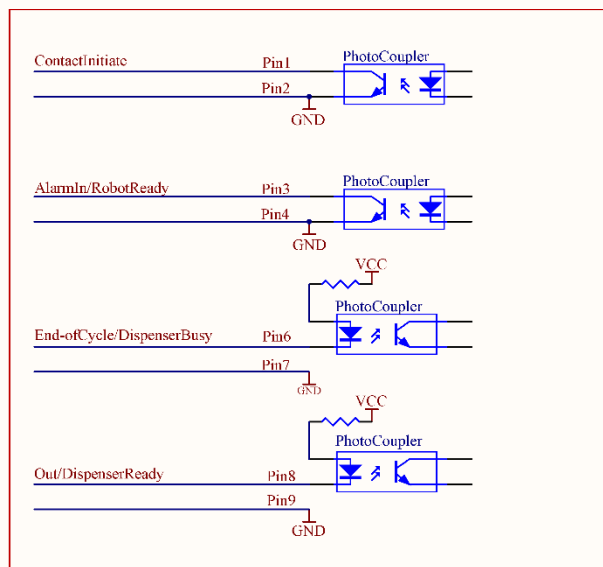 PhotoCoupler
ContactInitiate Pin1
Pin2
GND
PhotoCoupler
AlarmIn/RobotReady Pin3
Pin4
GND
VCC
PhotoCoupler
End-ofCycle/DispenserBusy Pin6
Pin7
GND
VCC
PhotoCoupler
Out/DispenserReady Pin8
Pin9
GND